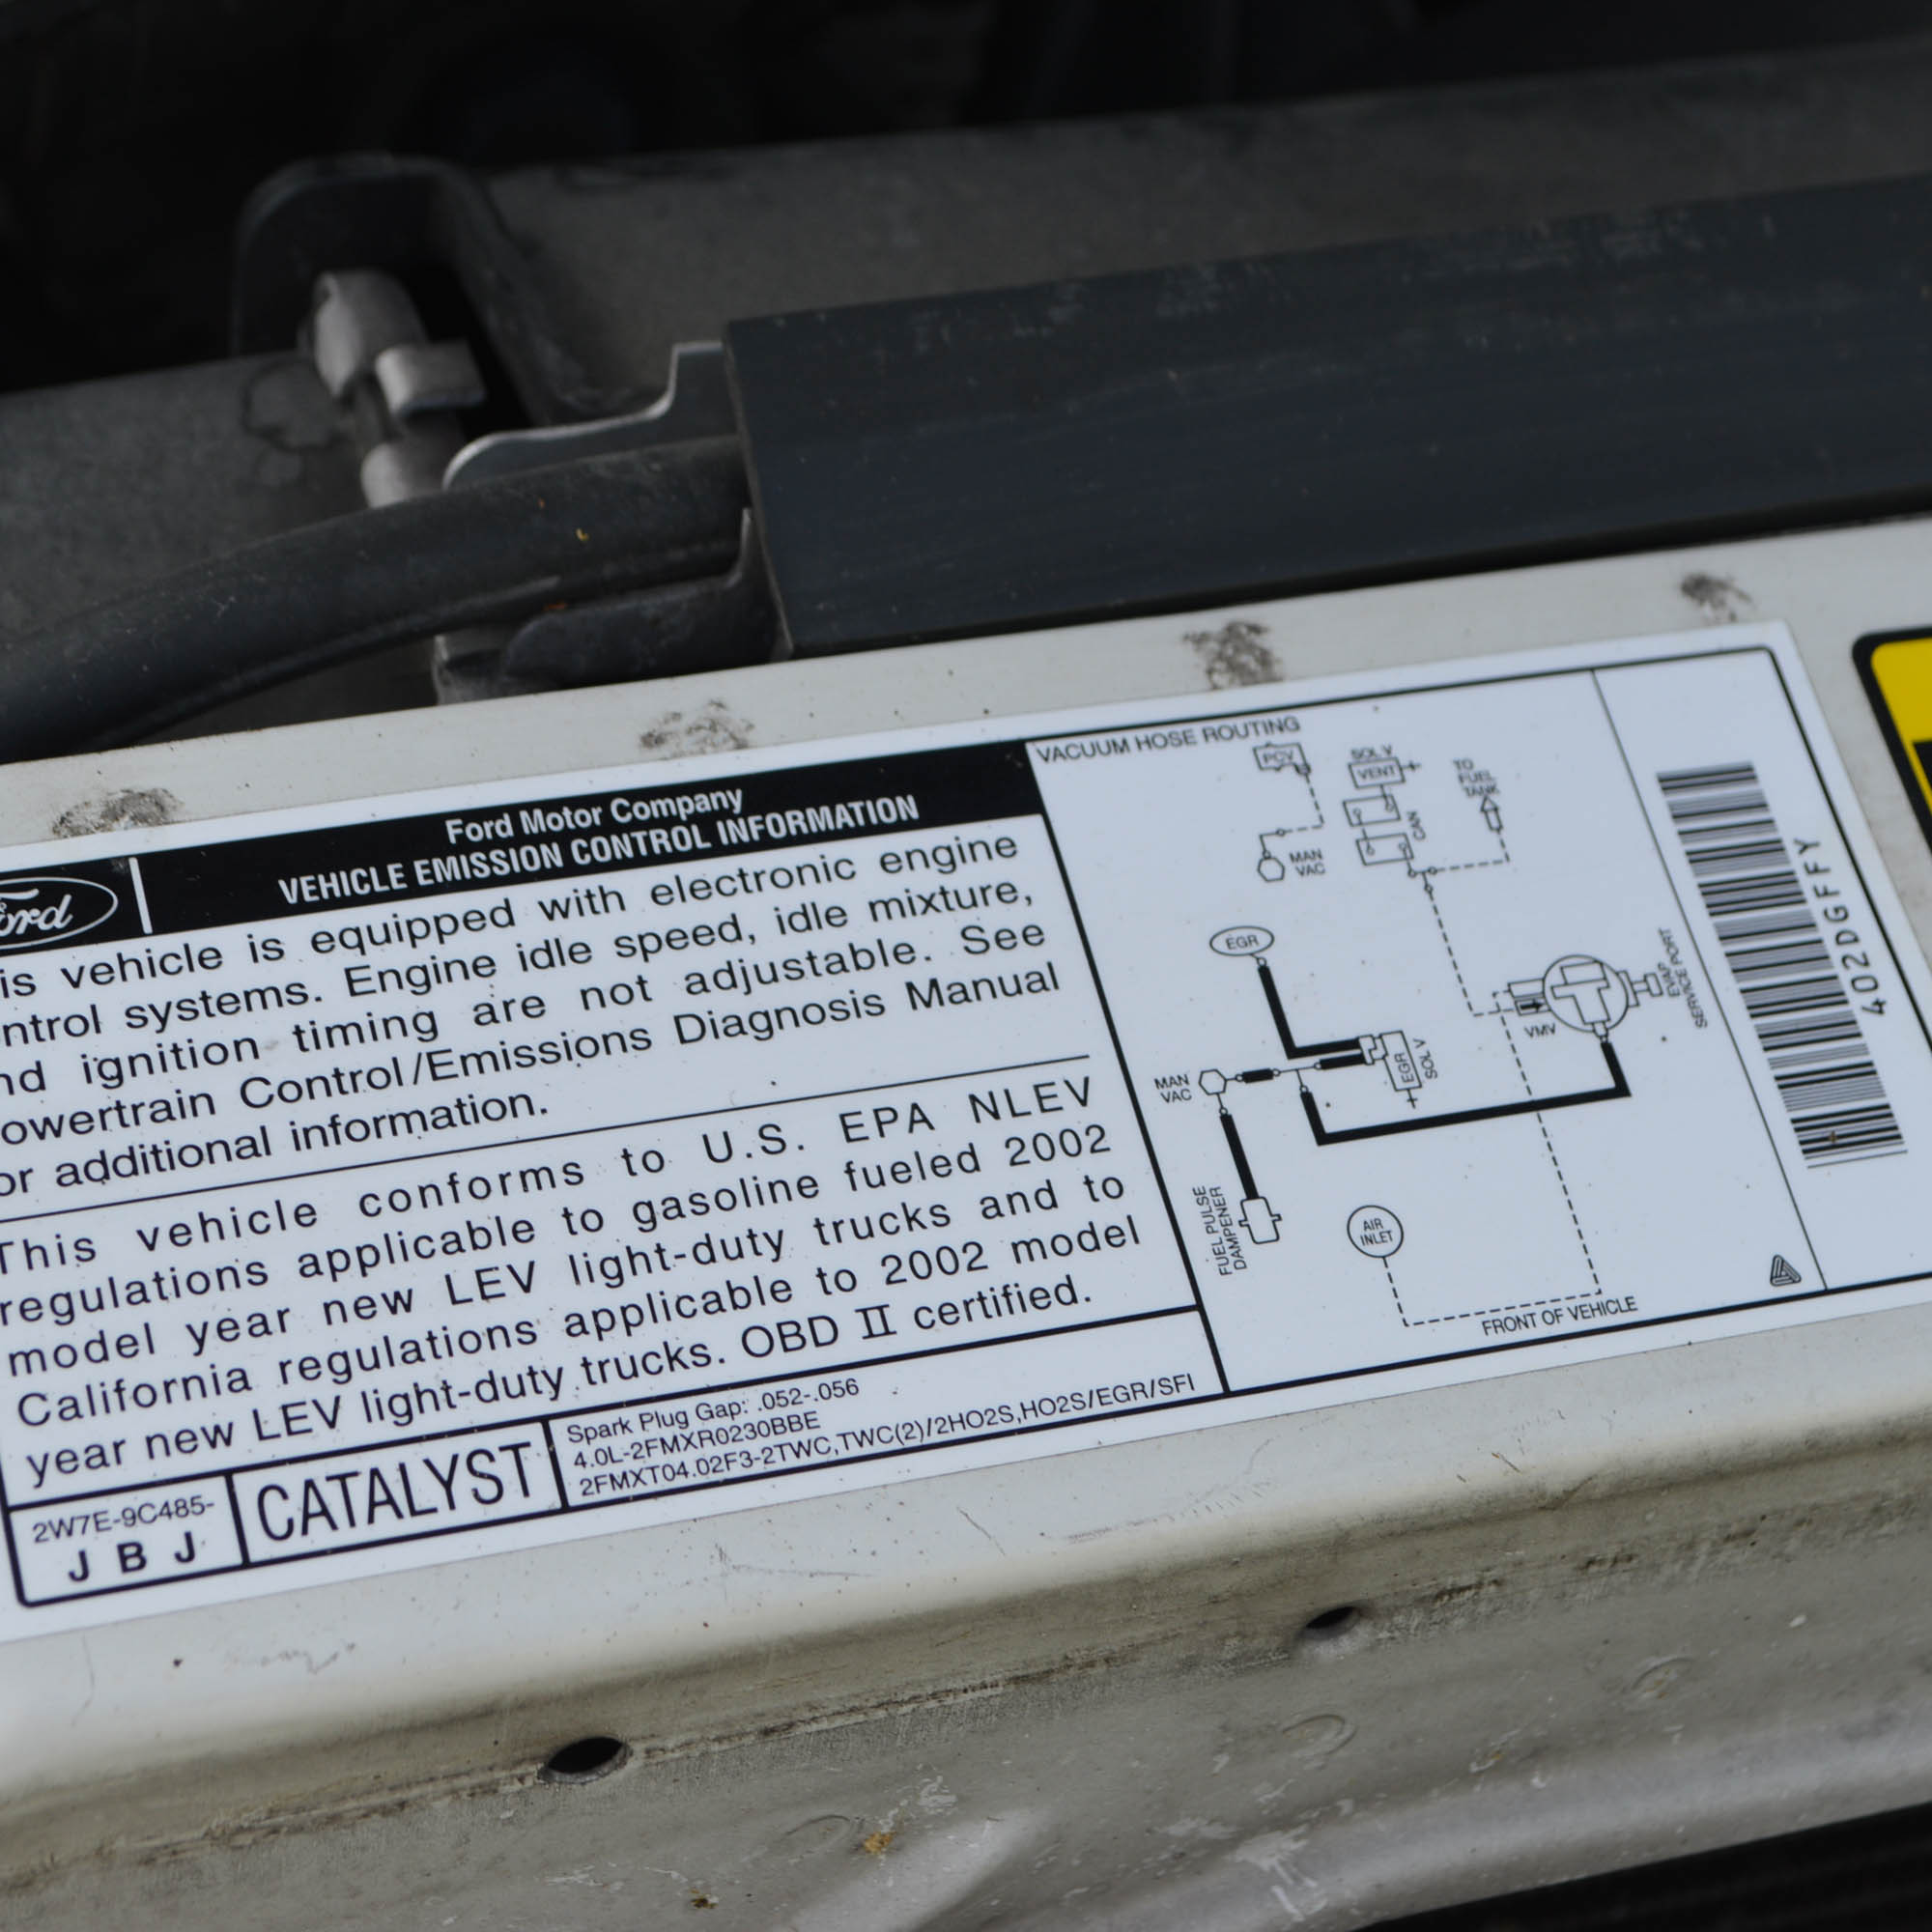 Ford Motor Company
VEHICLE EMISSION CONTROL INFORMATION
ord
is vehicle is equipped with electronic engine
ntrol systems. Engine idle speed, idle mixture,
nd ignition timing are not adjustable. See
owertrain Control/Emissions Diagnosis Manual
or additional information.
This vehicle conforms to U.S. EPA NLEV
regulations applicable to gasoline fueled 2002
model year new LEV light-duty trucks and to
California regulations applicable to 2002 model
year new LEV light-duty trucks. OBD II certified.
2W7E-9C485-
J B J
CATALYST
Spark Plug Gap: .052-.056
4.0L-2FMXR0230BBE
2FMXT04.02F3-2TWC,TWC(2)/2HO2S,HO2S/EGR/SFI
VACUUM HOSE ROUTING
PCV
SOL V
VENT
TO
FUEL
TANK
CAN
MAN
VAC
EGR
EVAP
SERVICE PORT
VMV
EGR
SOL V
MAN
VAC
FUEL PULSE
DAMPENER
AIR
INLET
FRONT OF VEHICLE
402DGFFY